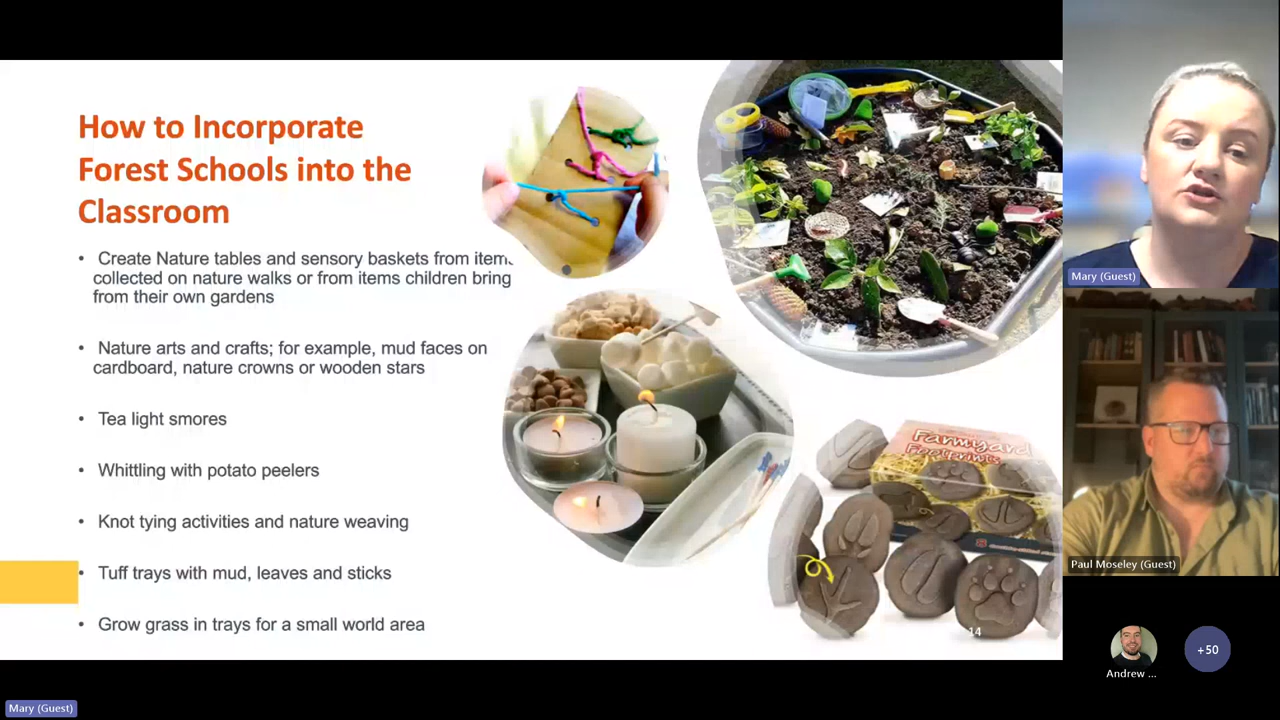 How to Incorporate
Forest Schools into the
Classroom
• Create Nature tables and sensory baskets from items
collected on nature walks or from items children bring
from their own gardens
• Nature arts and crafts; for example, mud faces on
cardboard, nature crowns or wooden stars
• Tea light smores
• Whittling with potato peelers
• Knot tying activities and nature weaving
• Tuff trays with mud, leaves and sticks
• Grow grass in trays for a small world area
Farmyard
Footprints
14
Mary (Guest)
Paul Moseley (Guest)
Andrew ...
+50
Mary (Guest)